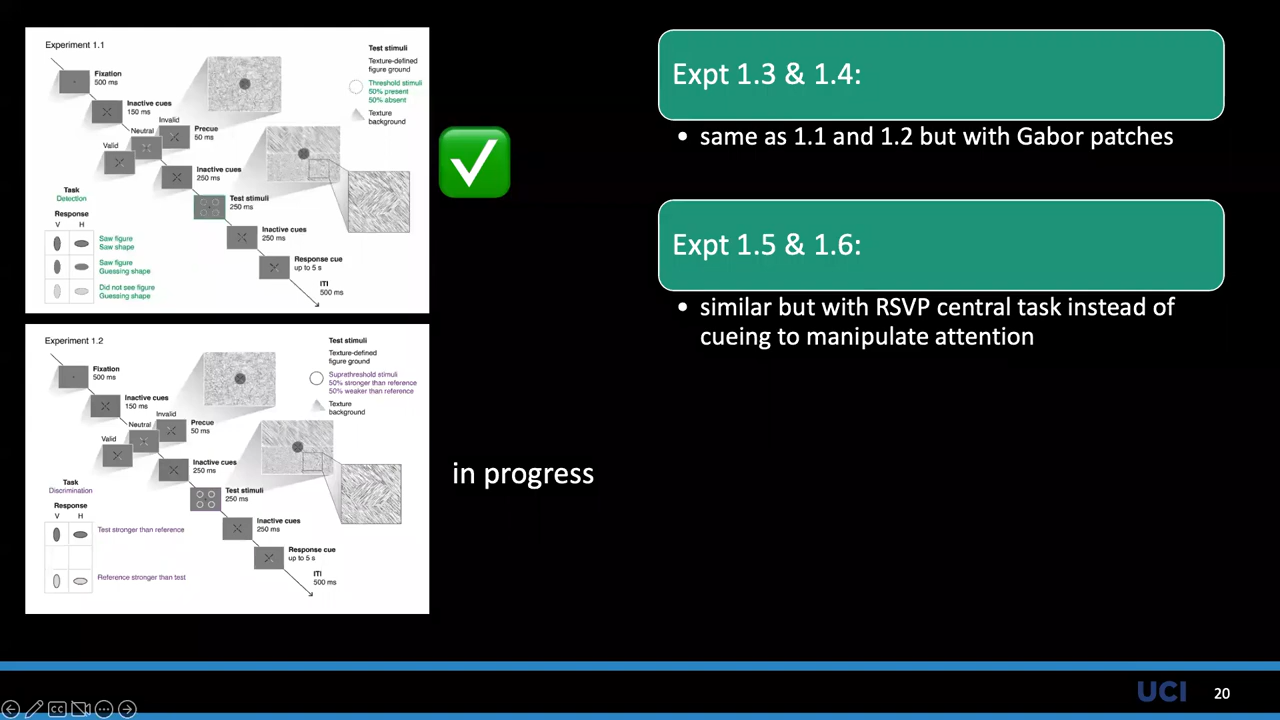 Experiment 1.1
Fixation
500 ms
Inactive cues
150 ms
Invalid
Neutral
Valid
Precue
50 ms
Inactive cues
250 ms
Test stimuli
250 ms
Inactive cues
250 ms
Response cue
up to 5 s
ITI
500 ms
Test stimuli
Texture-defined
figure ground
Threshold stimuli
50% present
50% absent
Texture
background
Task
Detection
Response
V H
Saw figure
Saw shape
Saw figure
Guessing shape
Did not see figure
Guessing shape
Experiment 1.2
Fixation
500 ms
Inactive cues
150 ms
Invalid
Neutral
Valid
Precue
50 ms
Inactive cues
250 ms
Test stimuli
250 ms
Inactive cues
250 ms
Response cue
up to 5 s
ITI
500 ms
Test stimuli
Texture-defined
figure ground
Suprathreshold stimuli
50% stronger than reference
50% weaker than reference
Texture
background
Task
Discrimination
Response
V H
Test stronger than reference
Reference stronger than test
in progress
Expt 1.3 & 1.4:
• same as 1.1 and 1.2 but with Gabor patches
Expt 1.5 & 1.6:
• similar but with RSVP central task instead of
cueing to manipulate attention
UCI
20
CC